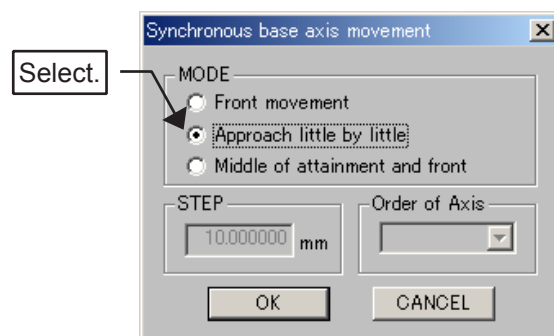 Synchronous base axis movement
Select.
MODE
Front movement
Approach little by little
Middle of attainment and front
STEP
10.000000 mm
Order of Axis
OK
CANCEL